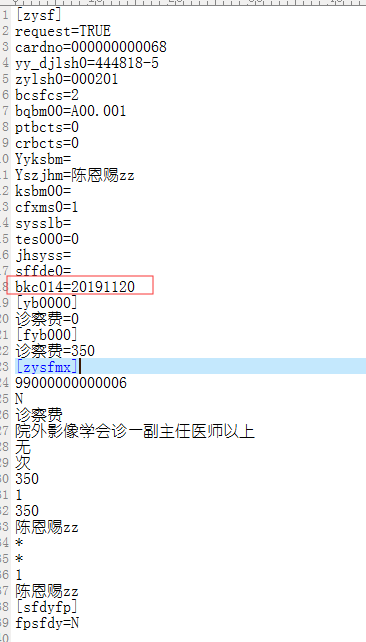 [zysf]
request=TRUE
cardno=000000000068
yy_djlsh0=444818-5
zylsh0=000201
bcsfcs=2
bqbm00=A00.001
ptbcts=0
crbcts=0
Yyksbm=
Yszjhm=陈恩赐zz
ksbm00=
cfxms0=1
sysslb=
tes000=0
jhsyss=
sffde0=
bkc014=20191120
[yb0000]
诊察费=0
[fyb000]
诊察费=350
[zysfmx]
99000000000006
N
诊察费
院外影像学会诊一副主任医师以上
无
次
350
1
350
陈恩赐zz
*
*
1
陈恩赐zz
[sfdyfp]
fpsfdy=N